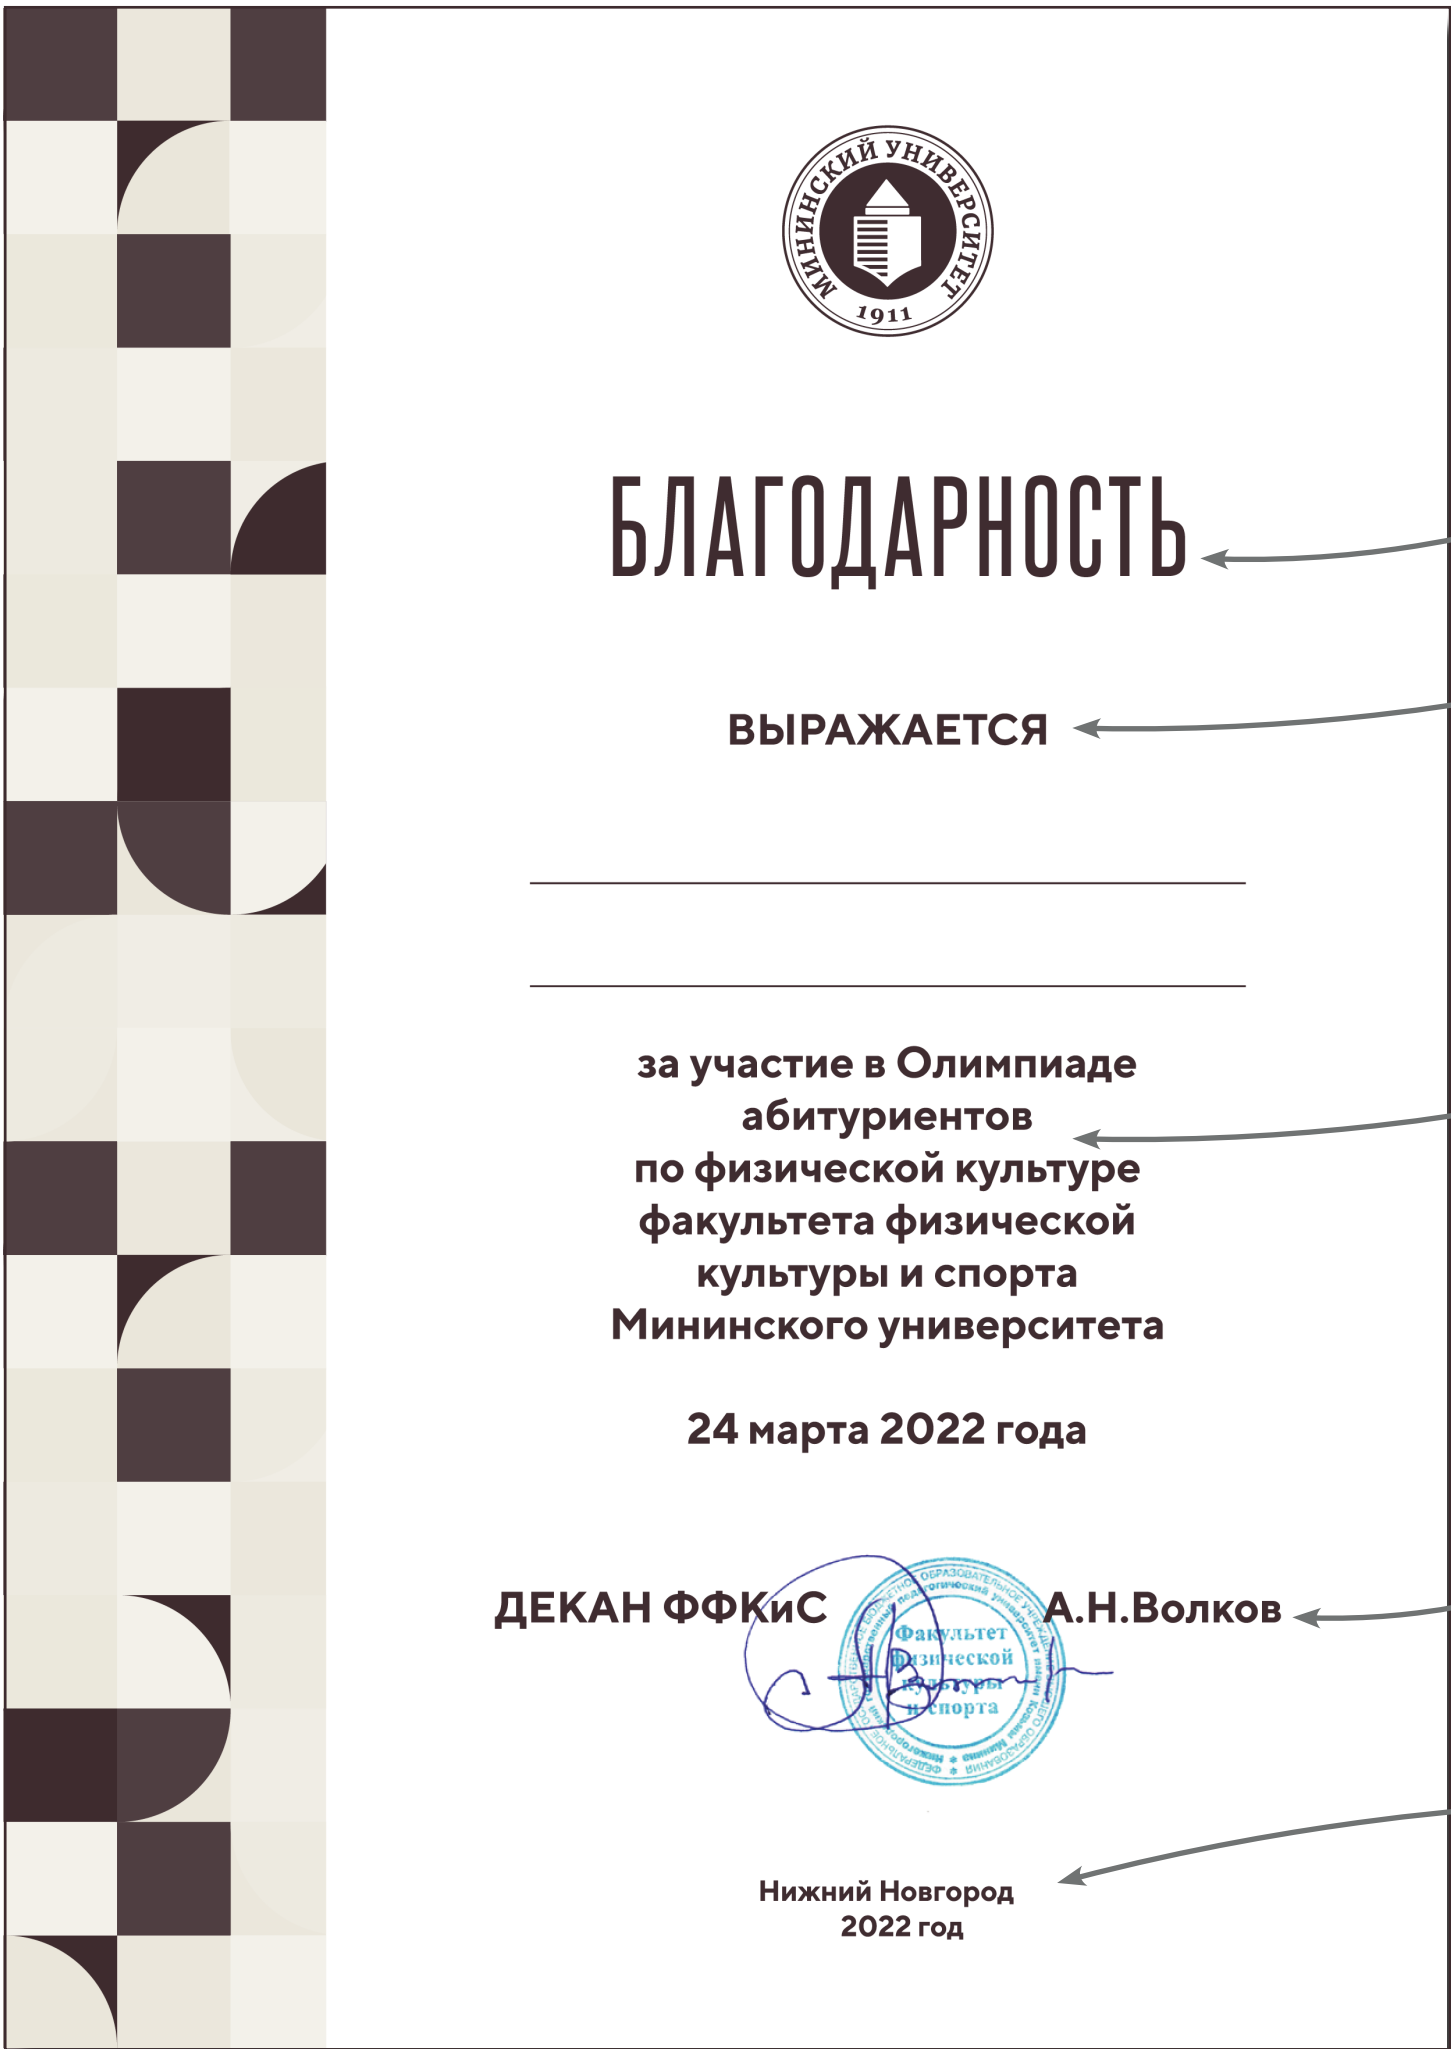 МИНИНСКИЙ УНИВЕРСИТЕТ
1911
БЛАГОДАРНОСТЬ
ВЫРАЖАЕТСЯ
за участие в Олимпиаде
абитуриентов
по физической культуре
факультета физической
культуры и спорта
Мининского университета
24 марта 2022 года
ДЕКАН ФФКиС А.Н.Волков
Факультет
физической
культуры
и спорта
Нижний Новгород
2022 год